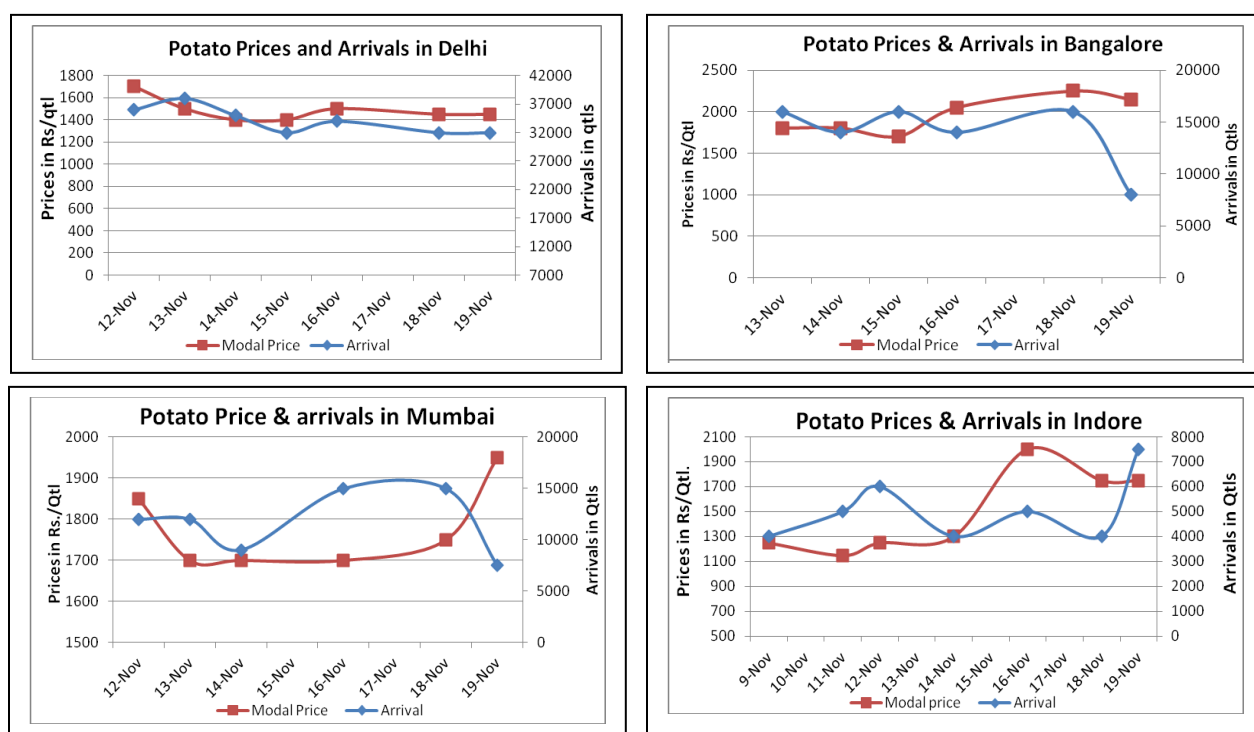 Potato Prices and Arrivals in Delhi
Prices in Rs/qtl
1800
1600
1400
1200
1000
800
600
400
200
0
42000
37000
32000
27000
22000
17000
12000
7000
Arrivals in qtls
12-Nov
13-Nov
14-Nov
15-Nov
16-Nov
17-Nov
18-Nov
19-Nov
Modal Price
Arrival
Potato Prices & Arrivals in Bangalore
Prices in Rs/Qtl
2500
2000
1500
1000
500
0
20000
15000
10000
5000
0
Arrivals in Qtls
13-Nov
14-Nov
15-Nov
16-Nov
17-Nov
18-Nov
19-Nov
Modal Price
Arrival
Potato Price & arrivals in Mumbai
Prices in Rs./Qtl
2000
1900
1800
1700
1600
1500
20000
15000
10000
5000
0
Arrivals in Qtls
12-Nov
13-Nov
14-Nov
15-Nov
16-Nov
17-Nov
18-Nov
19-Nov
Modal Price
Arrival
Potato Prices & Arrivals in Indore
Prices in Rs/Qtl.
2100
1900
1700
1500
1300
1100
900
700
500
8000
7000
6000
5000
4000
3000
2000
1000
0
Arrivals in Qtls
9-Nov
10-Nov
11-Nov
12-Nov
13-Nov
14-Nov
15-Nov
16-Nov
17-Nov
18-Nov
19-Nov
Modal price
Arrival